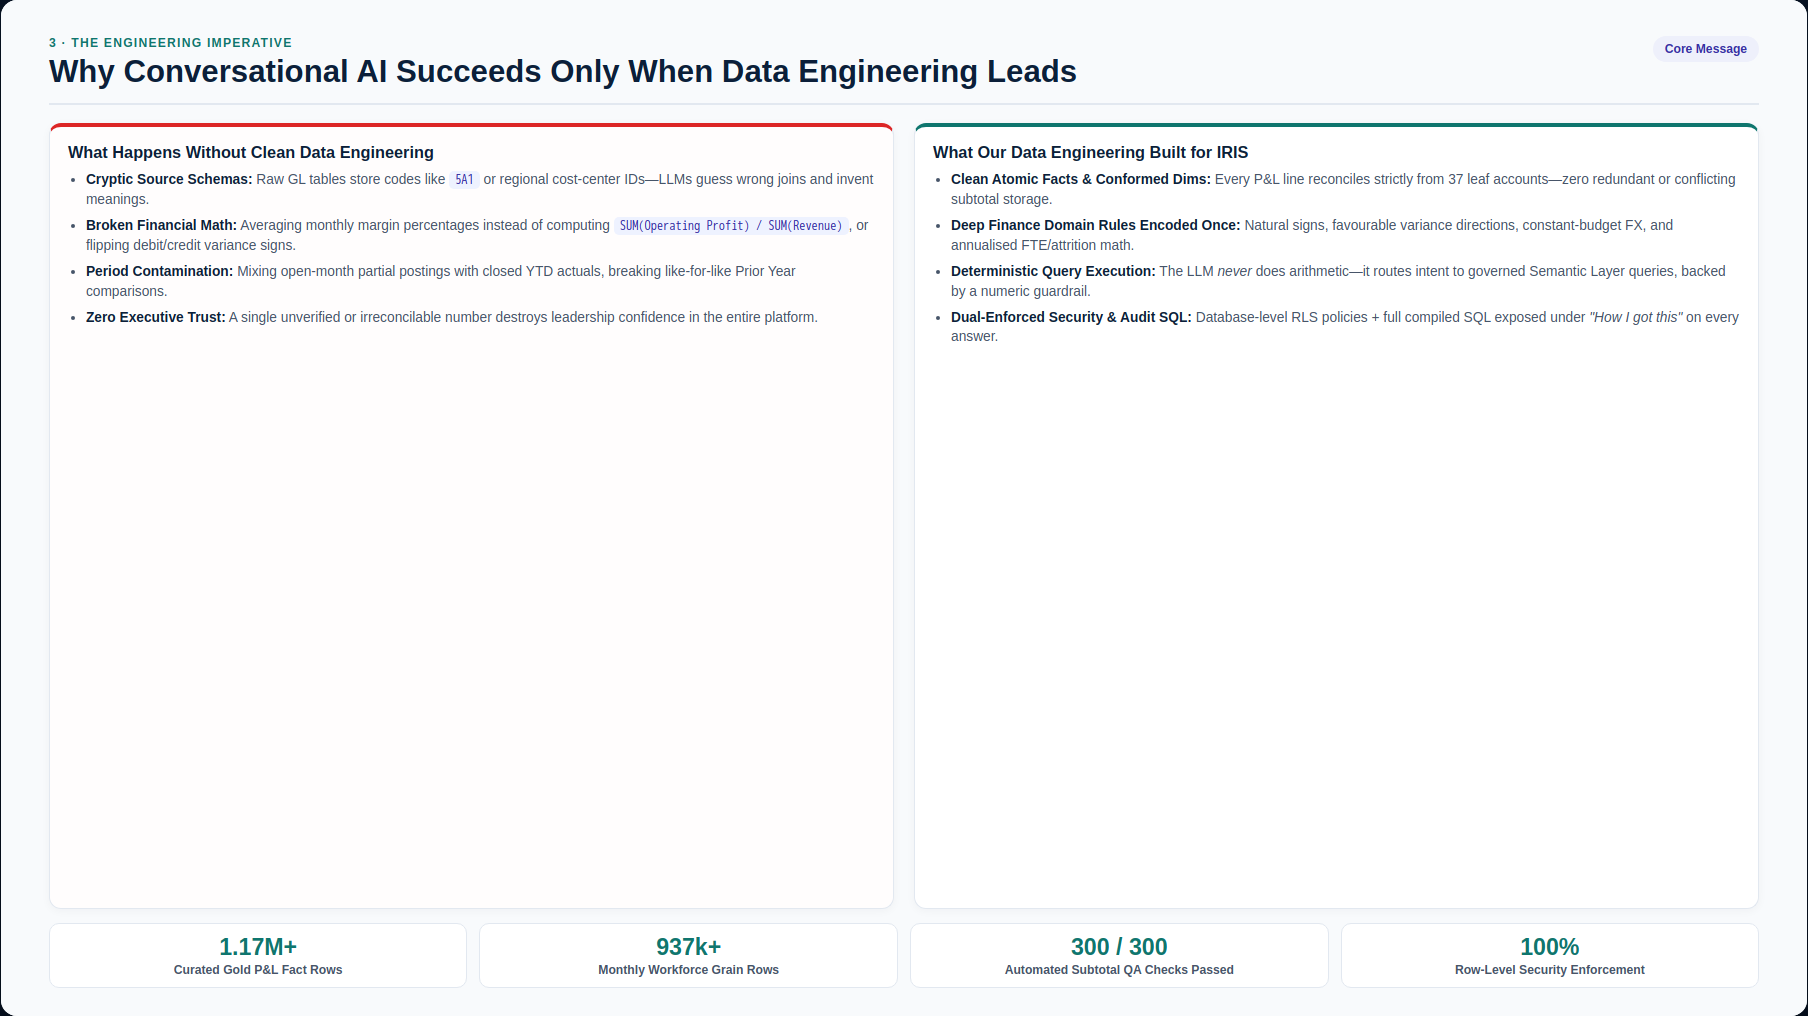 3 · THE ENGINEERING IMPERATIVE
Why Conversational AI Succeeds Only When Data Engineering Leads
Core Message
What Happens Without Clean Data Engineering
• Cryptic Source Schemas: Raw GL tables store codes like 5A1 or regional cost-center IDs—LLMs guess wrong joins and invent
meanings.
• Broken Financial Math: Averaging monthly margin percentages instead of computing SUM(Operating Profit) / SUM(Revenue) , or
flipping debit/credit variance signs.
• Period Contamination: Mixing open-month partial postings with closed YTD actuals, breaking like-for-like Prior Year
comparisons.
• Zero Executive Trust: A single unverified or irreconcilable number destroys leadership confidence in the entire platform.
What Our Data Engineering Built for IRIS
• Clean Atomic Facts & Conformed Dims: Every P&L line reconciles strictly from 37 leaf accounts—zero redundant or conflicting
subtotal storage.
• Deep Finance Domain Rules Encoded Once: Natural signs, favourable variance directions, constant-budget FX, and
annualised FTE/attrition math.
• Deterministic Query Execution: The LLM never does arithmetic—it routes intent to governed Semantic Layer queries, backed
by a numeric guardrail.
• Dual-Enforced Security & Audit SQL: Database-level RLS policies + full compiled SQL exposed under "How I got this" on every
answer.
1.17M+
Curated Gold P&L Fact Rows
937k+
Monthly Workforce Grain Rows
300 / 300
Automated Subtotal QA Checks Passed
100%
Row-Level Security Enforcement